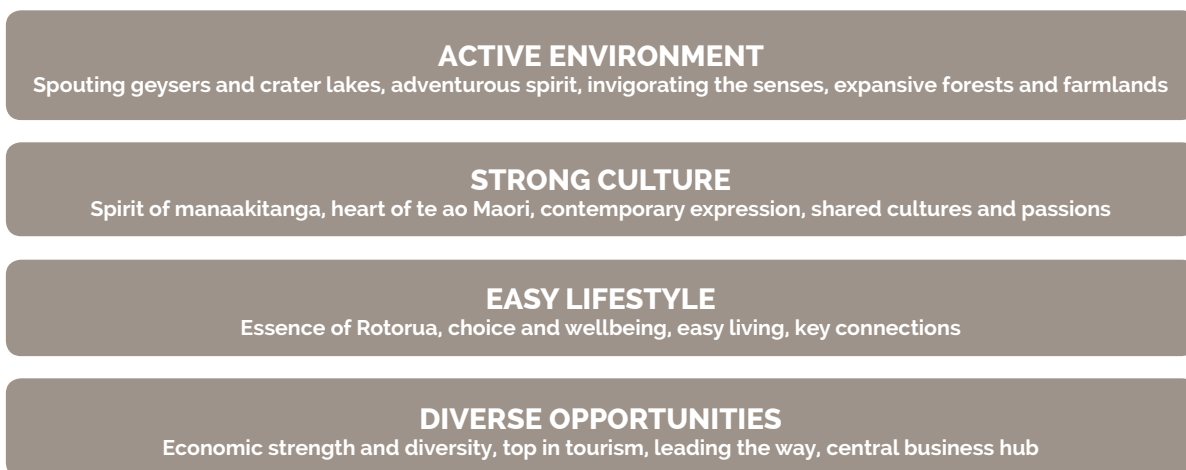 ACTIVE ENVIRONMENT
Spouting geysers and crater lakes, adventurous spirit, invigorating the senses, expansive forests and farmlands
STRONG CULTURE
Spirit of manaakitanga, heart of te ao Maori, contemporary expression, shared cultures and passions
EASY LIFESTYLE
Essence of Rotorua, choice and wellbeing, easy living, key connections
DIVERSE OPPORTUNITIES
Economic strength and diversity, top in tourism, leading the way, central business hub